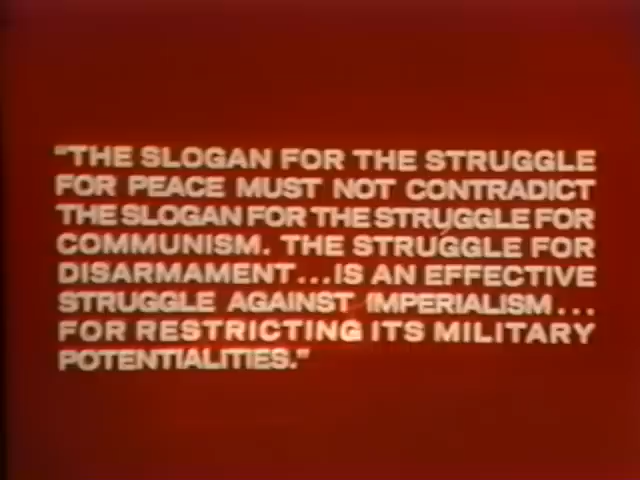 "THE SLOGAN FOR THE STRUGGLE
FOR PEACE MUST NOT CONTRADICT
THE SLOGAN FOR THE STRUGGLE FOR
COMMUNISM. THE STRUGGLE FOR
DISARMAMENT...IS AN EFFECTIVE
STRUGGLE AGAINST IMPERIALISM...
FOR RESTRICTING ITS MILITARY
POTENTIALITIES."